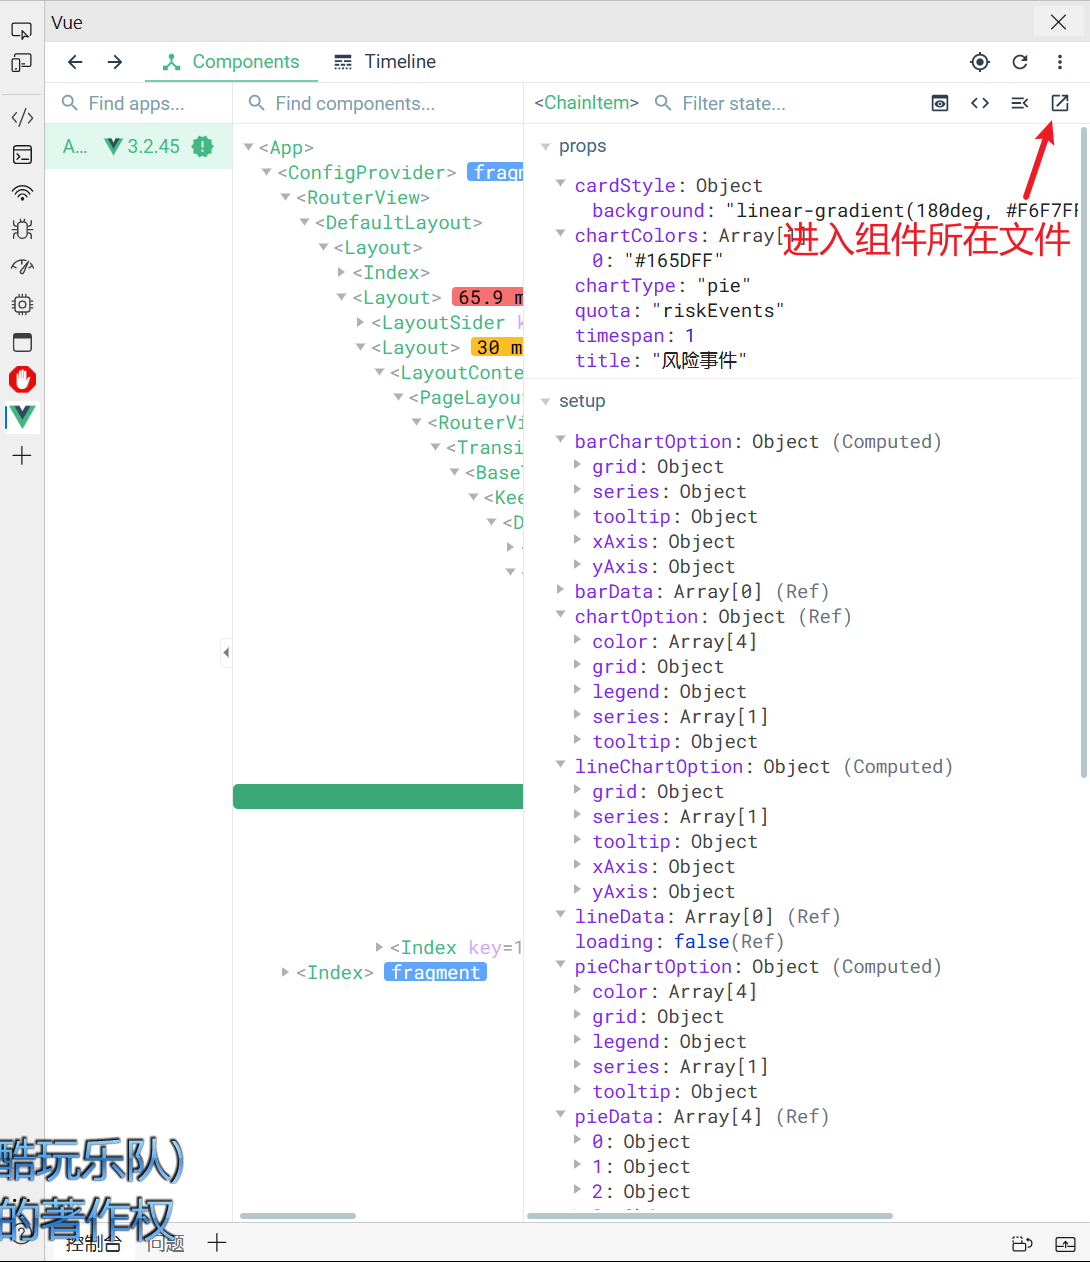 Vue
Components
Timeline
Find apps...
Find components...
<ChainItem>
Filter state...
A...
3.2.45
<App>
<ConfigProvider>
<RouterView>
<DefaultLayout>
<Layout>
<Index>
<Layout> 65.9
<LayoutSider
<Layout> 30
<LayoutConte
<PageLayou
<RouterVi
<Transi
<Base
<Kee
<D
<Index key=1
<Index> fragment
props
cardStyle: Object
background: "linear-gradient(180deg, #F6F7FF
chartColors: Array[1]
进入组件所在文件
0: "#165DFF"
chartType: "pie"
quota: "riskEvents"
timespan: 1
title: "风险事件"
setup
barChartOption: Object (Computed)
grid: Object
series: Object
tooltip: Object
xAxis: Object
yAxis: Object
barData: Array[0] (Ref)
chartOption: Object (Ref)
color: Array[4]
grid: Object
legend: Object
series: Array[1]
tooltip: Object
lineChartOption: Object (Computed)
grid: Object
series: Array[1]
tooltip: Object
xAxis: Object
yAxis: Object
lineData: Array[0] (Ref)
loading: false(Ref)
pieChartOption: Object (Computed)
color: Array[4]
grid: Object
legend: Object
series: Array[1]
tooltip: Object
pieData: Array[4] (Ref)
0: Object
1: Object
2: Object
酷玩乐队)
的著作权
控制台
问题